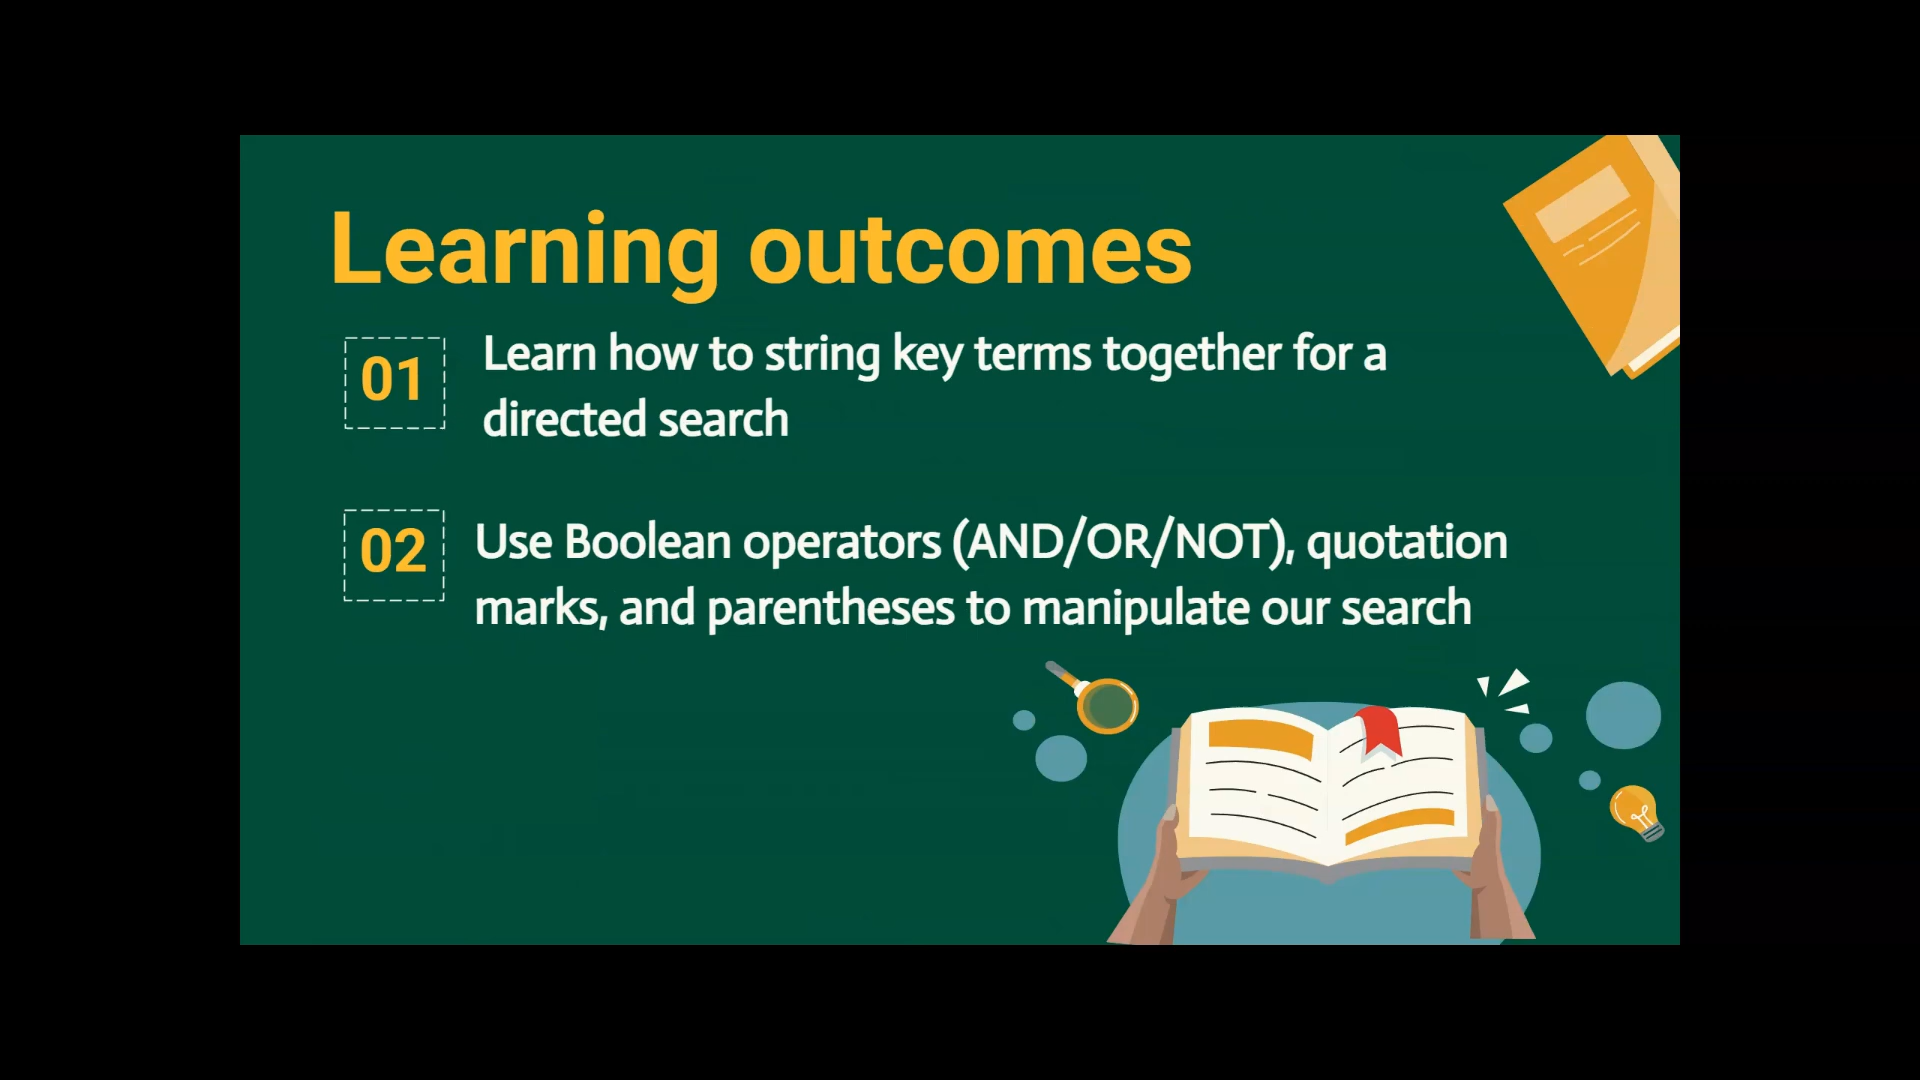 Learning outcomes
01
Learn how to string key terms together for a
directed search
02
Use Boolean operators (AND/OR/NOT), quotation
marks, and parentheses to manipulate our search